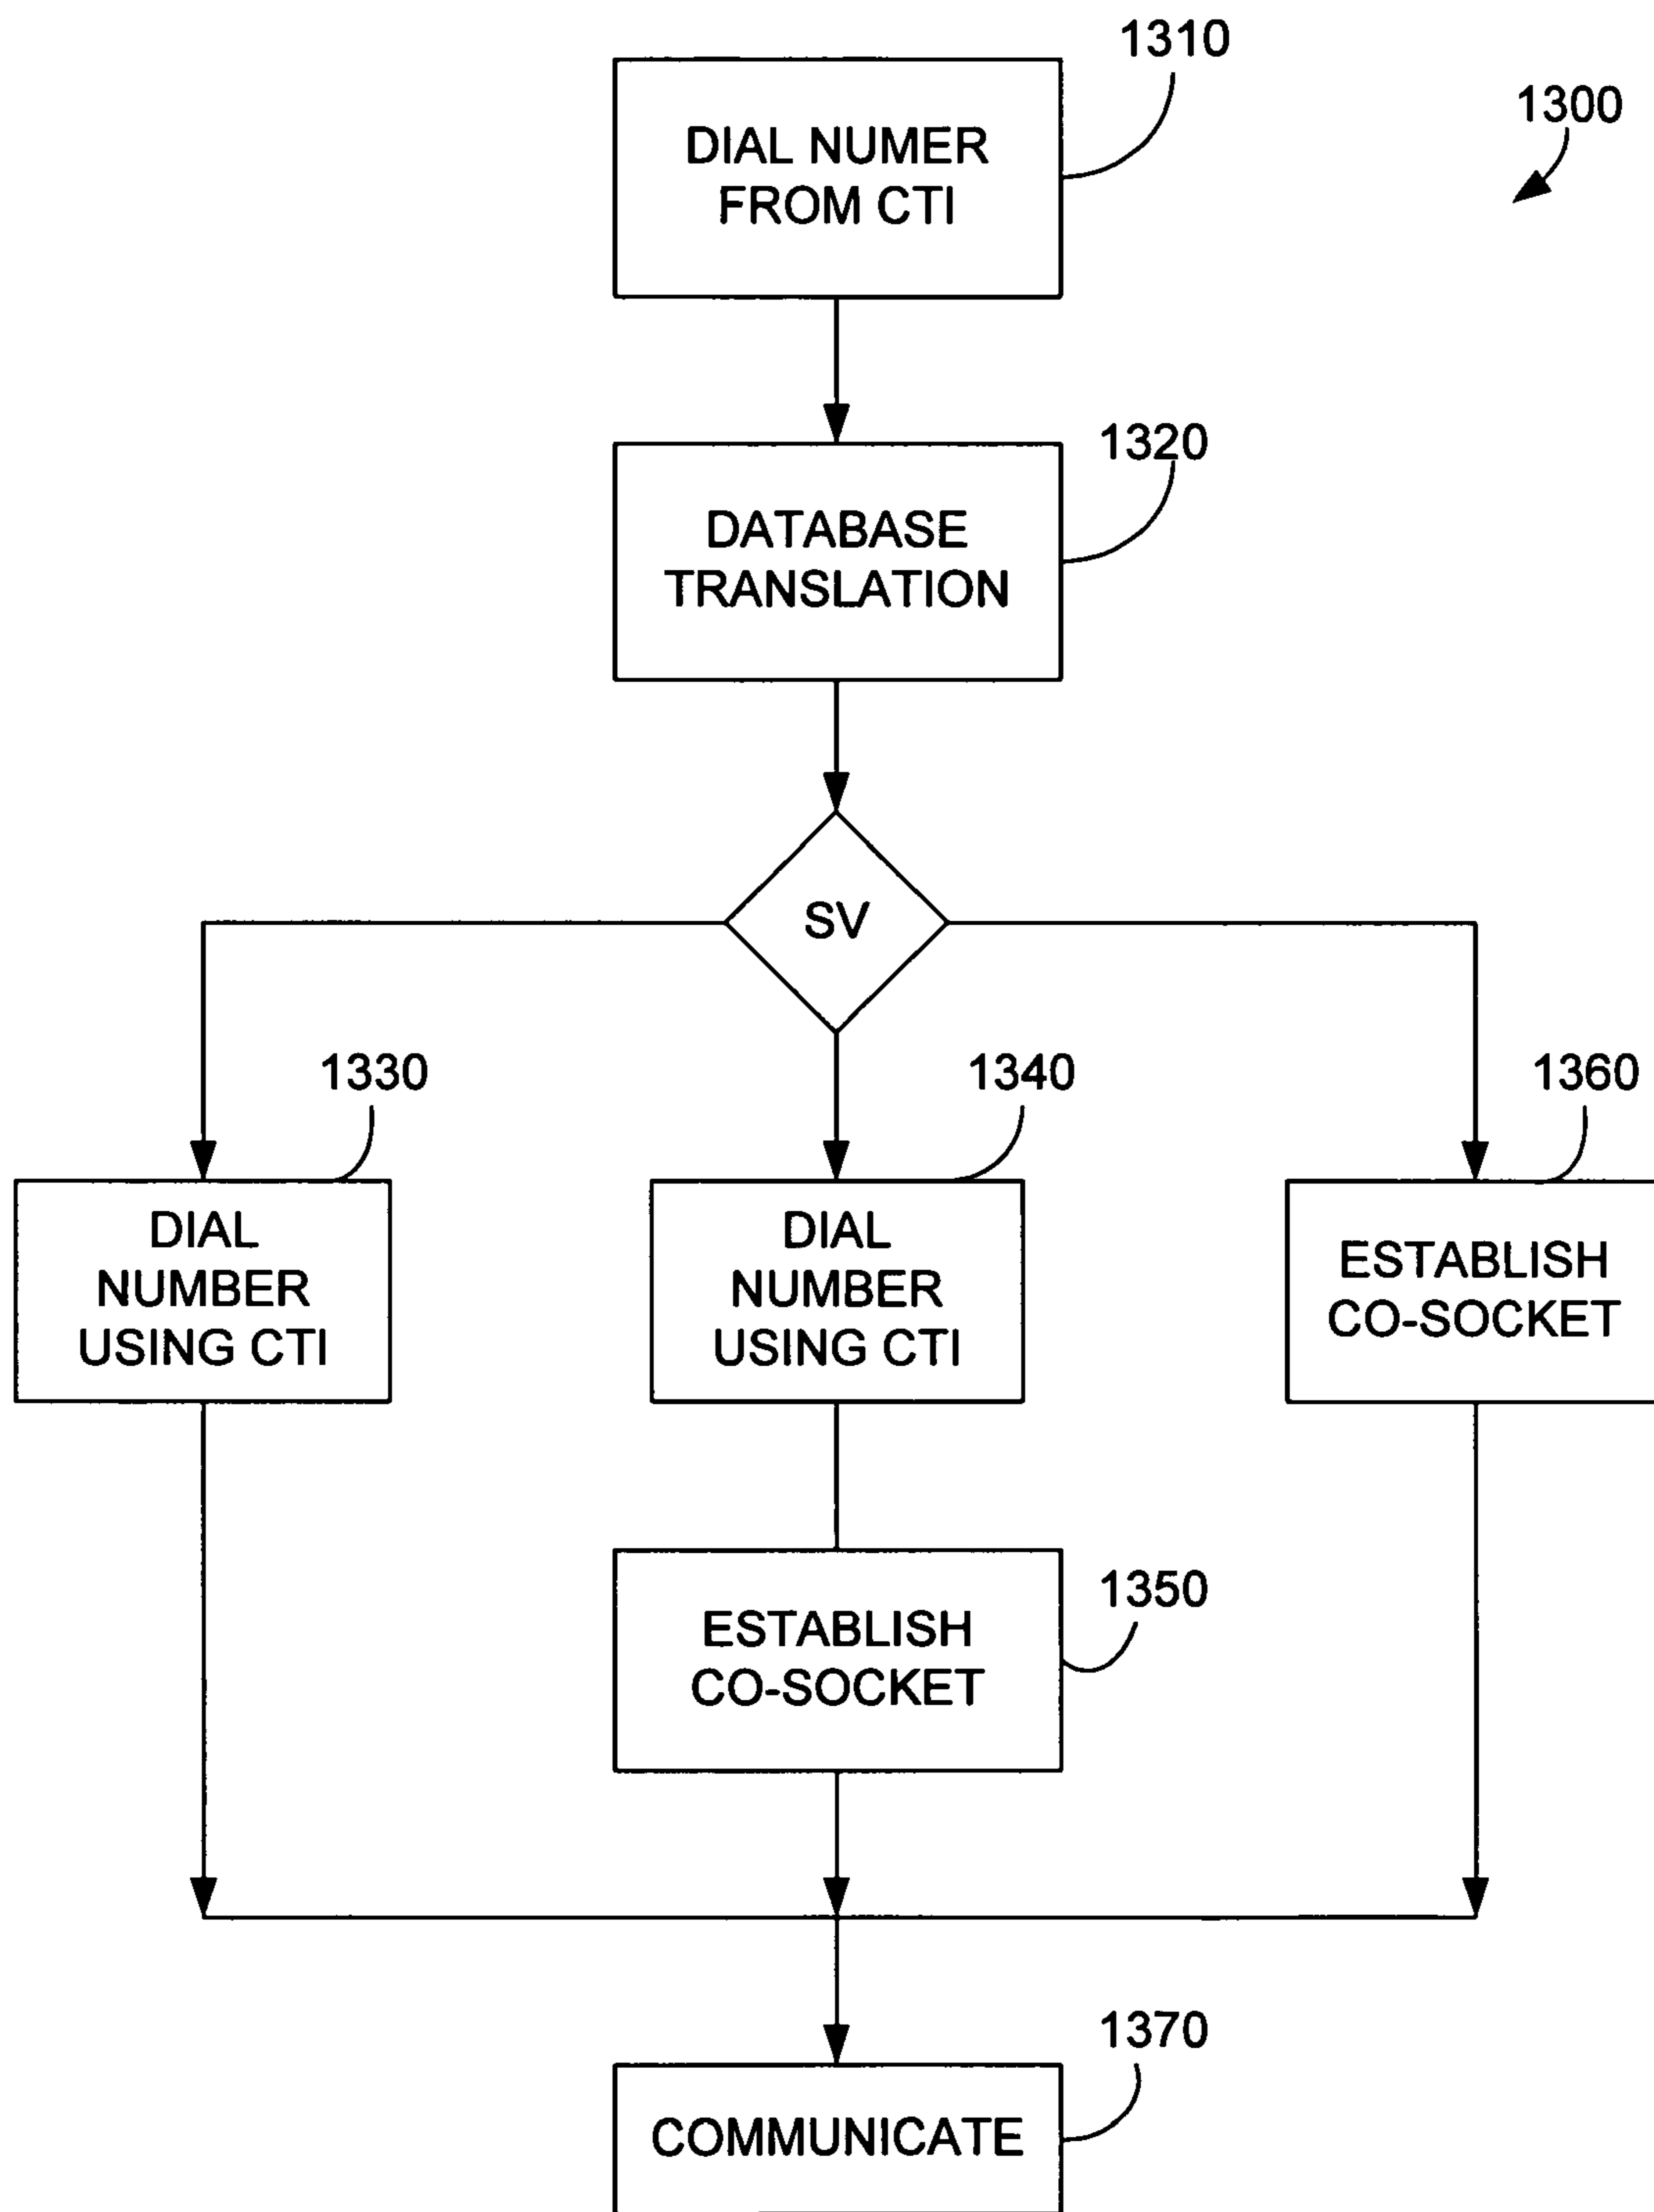 1310
1300
DIAL NUMER
FROM CTI
1320
DATABASE
TRANSLATION
SV
1330
1340
1360
DIAL
NUMBER
USING CTI
DIAL
NUMBER
USING CTI
ESTABLISH
CO-SOCKET
1350
ESTABLISH
CO-SOCKET
1370
COMMUNICATE